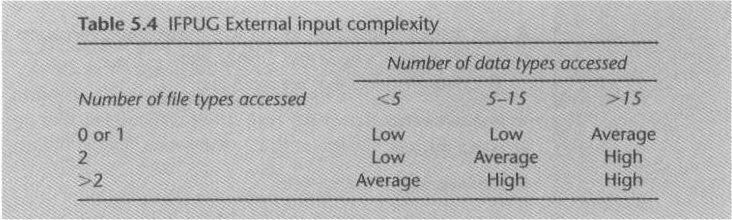 Table 5.4 IFPUG External input complexity
Number of data types accessed
Number of file types accessed <5 5–15 >15
0 or 1 Low Low Average
2 Low Average High
>2 Average High High